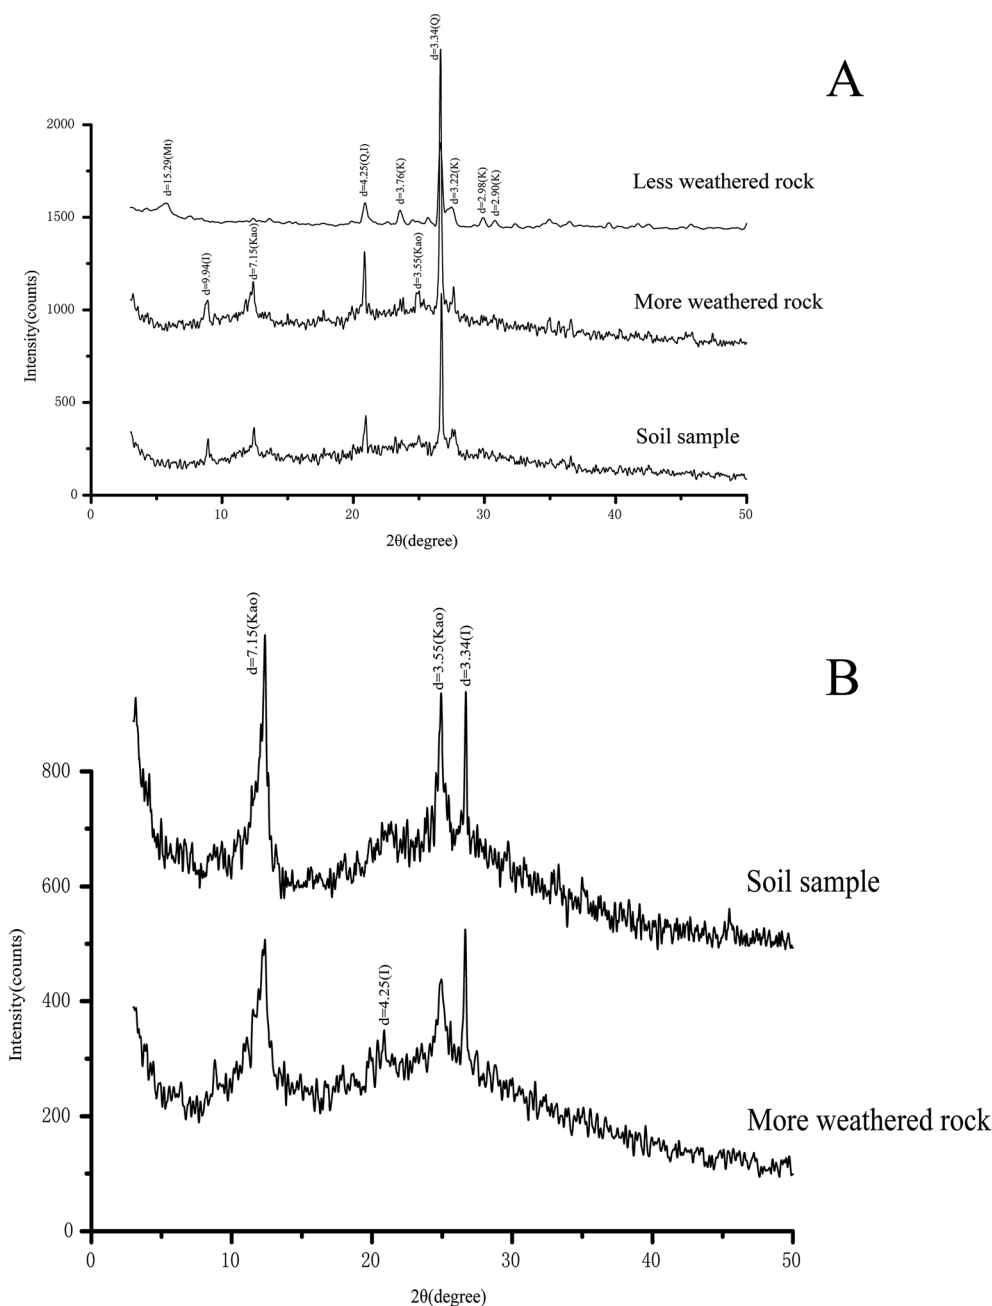 d=3.34(Q)
A
2000
d=15.29(Mt)
d=4.25(Q,I)
d=3.76(K)
d=3.22(K)
d=2.98(K)
d=2.90(K)
Less weathered rock
1500
d=9.94(I)
d=7.15(Kao)
d=3.55(Kao)
More weathered rock
1000
Intensity(counts)
500
Soil sample
0
0 10 20 30 40 50
2θ(degree)
d=7.15(Kao)
d=3.55(Kao)
d=3.34(I)
B
800
Soil sample
600
Intensity(counts)
400
d=4.25(I)
More weathered rock
200
0
0 10 20 30 40 50
2θ(degree)